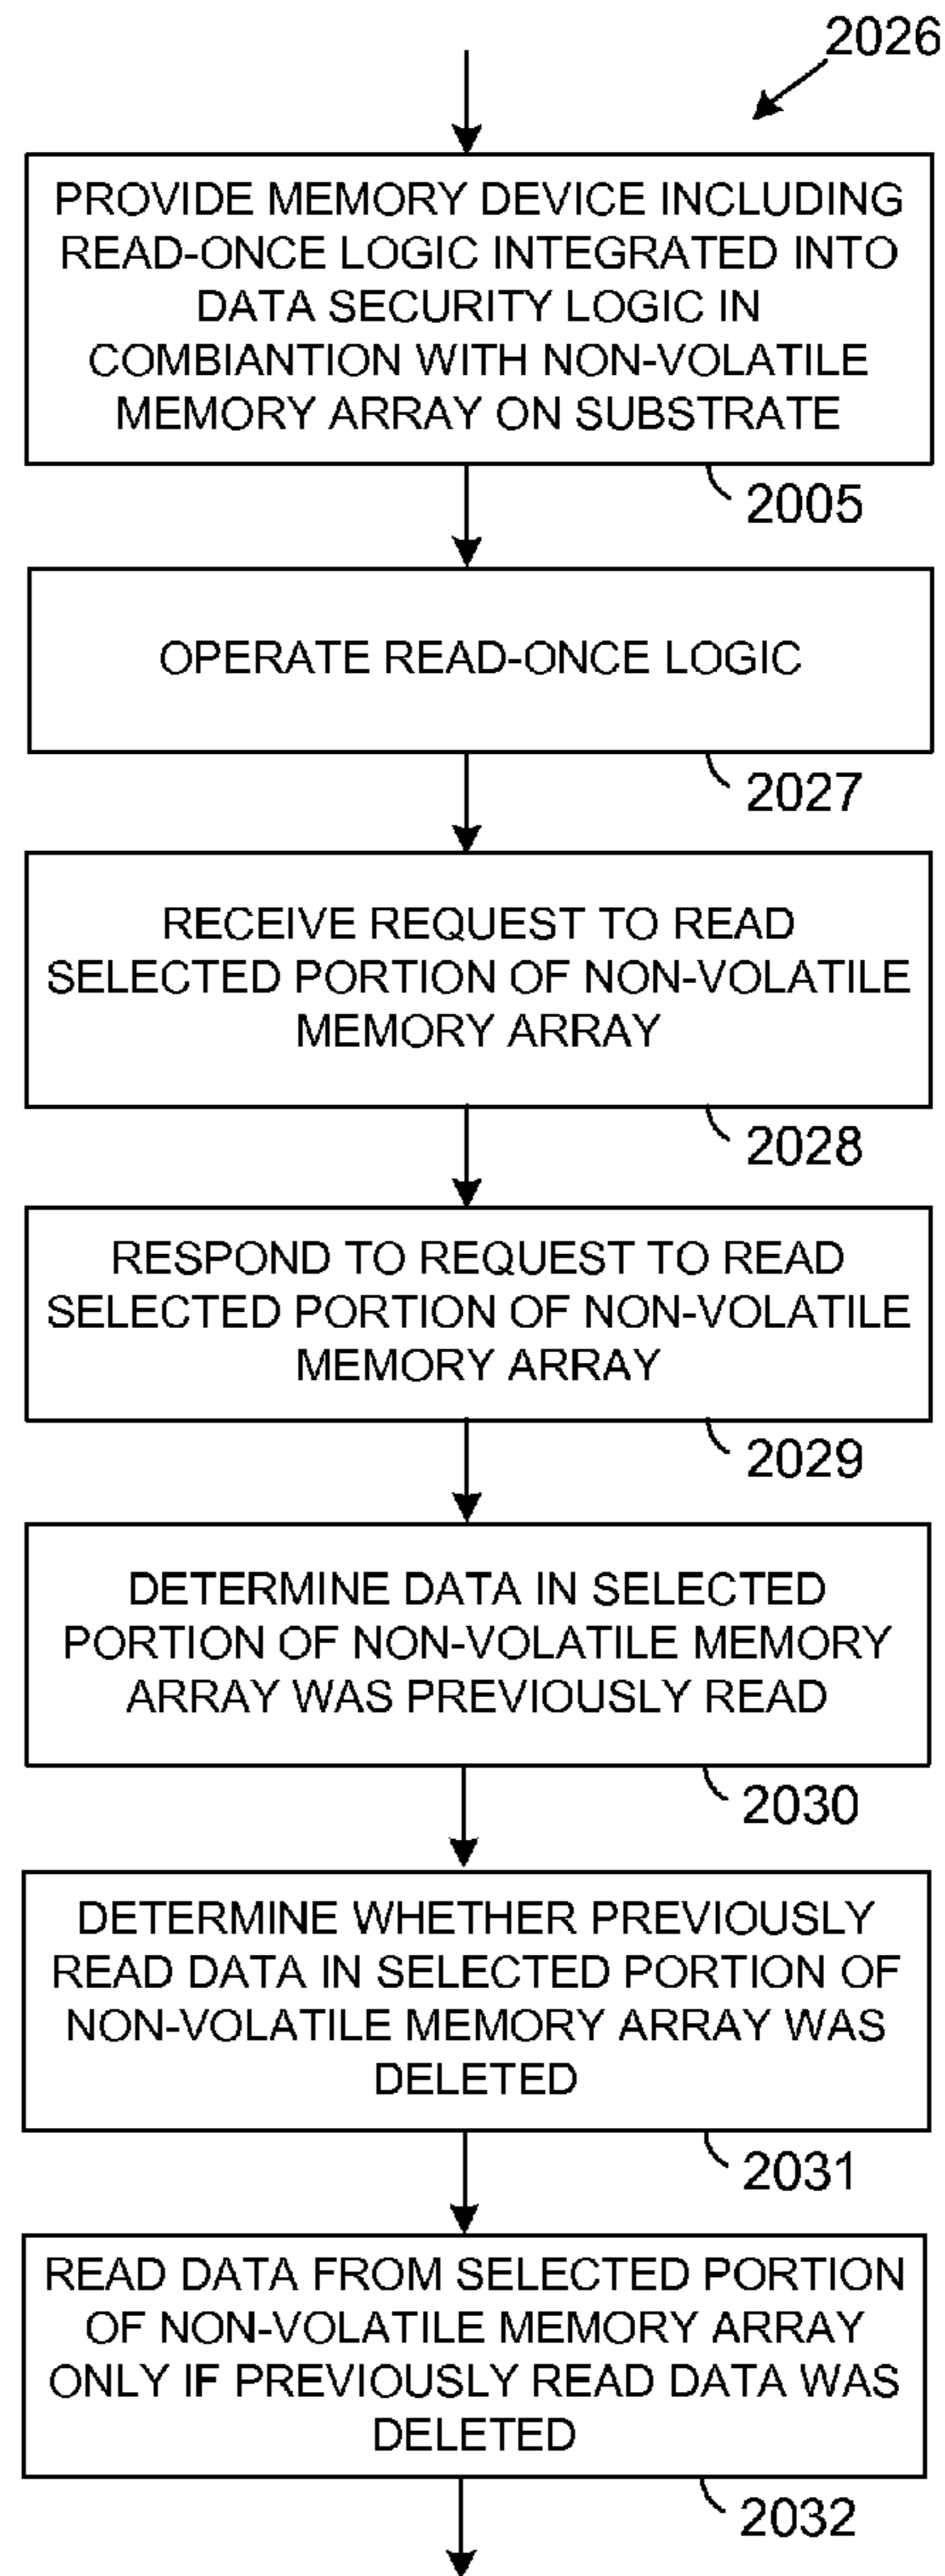 2026
PROVIDE MEMORY DEVICE INCLUDING
READ-ONCE LOGIC INTEGRATED INTO
DATA SECURITY LOGIC IN
COMBIANTION WITH NON-VOLATILE
MEMORY ARRAY ON SUBSTRATE
2005
OPERATE READ-ONCE LOGIC
2027
RECEIVE REQUEST TO READ
SELECTED PORTION OF NON-VOLATILE
MEMORY ARRAY
2028
RESPOND TO REQUEST TO READ
SELECTED PORTION OF NON-VOLATILE
MEMORY ARRAY
2029
DETERMINE DATA IN SELECTED
PORTION OF NON-VOLATILE MEMORY
ARRAY WAS PREVIOUSLY READ
2030
DETERMINE WHETHER PREVIOUSLY
READ DATA IN SELECTED PORTION OF
NON-VOLATILE MEMORY ARRAY WAS
DELETED
2031
READ DATA FROM SELECTED PORTION
OF NON-VOLATILE MEMORY ARRAY
ONLY IF PREVIOUSLY READ DATA WAS
DELETED
2032